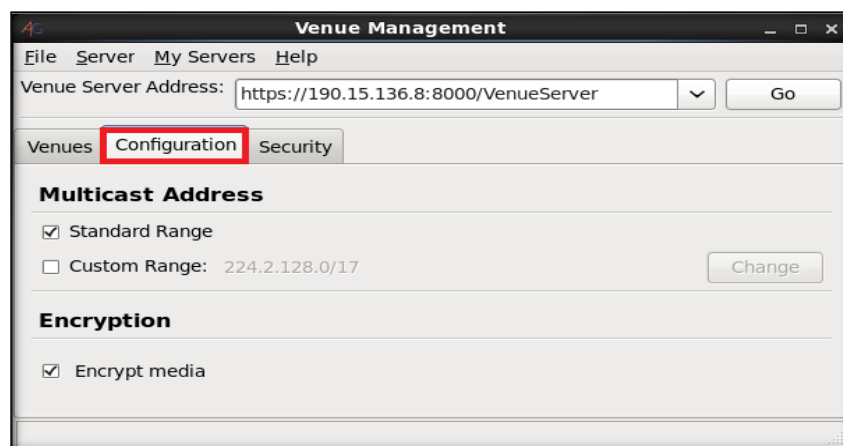 AG Venue Management
File Server My Servers Help
Venue Server Address: https://190.15.136.8:8000/VenueServer Go
Venues Configuration Security
Multicast Address
Standard Range
Custom Range: 224.2.128.0/17 Change
Encryption
Encrypt media